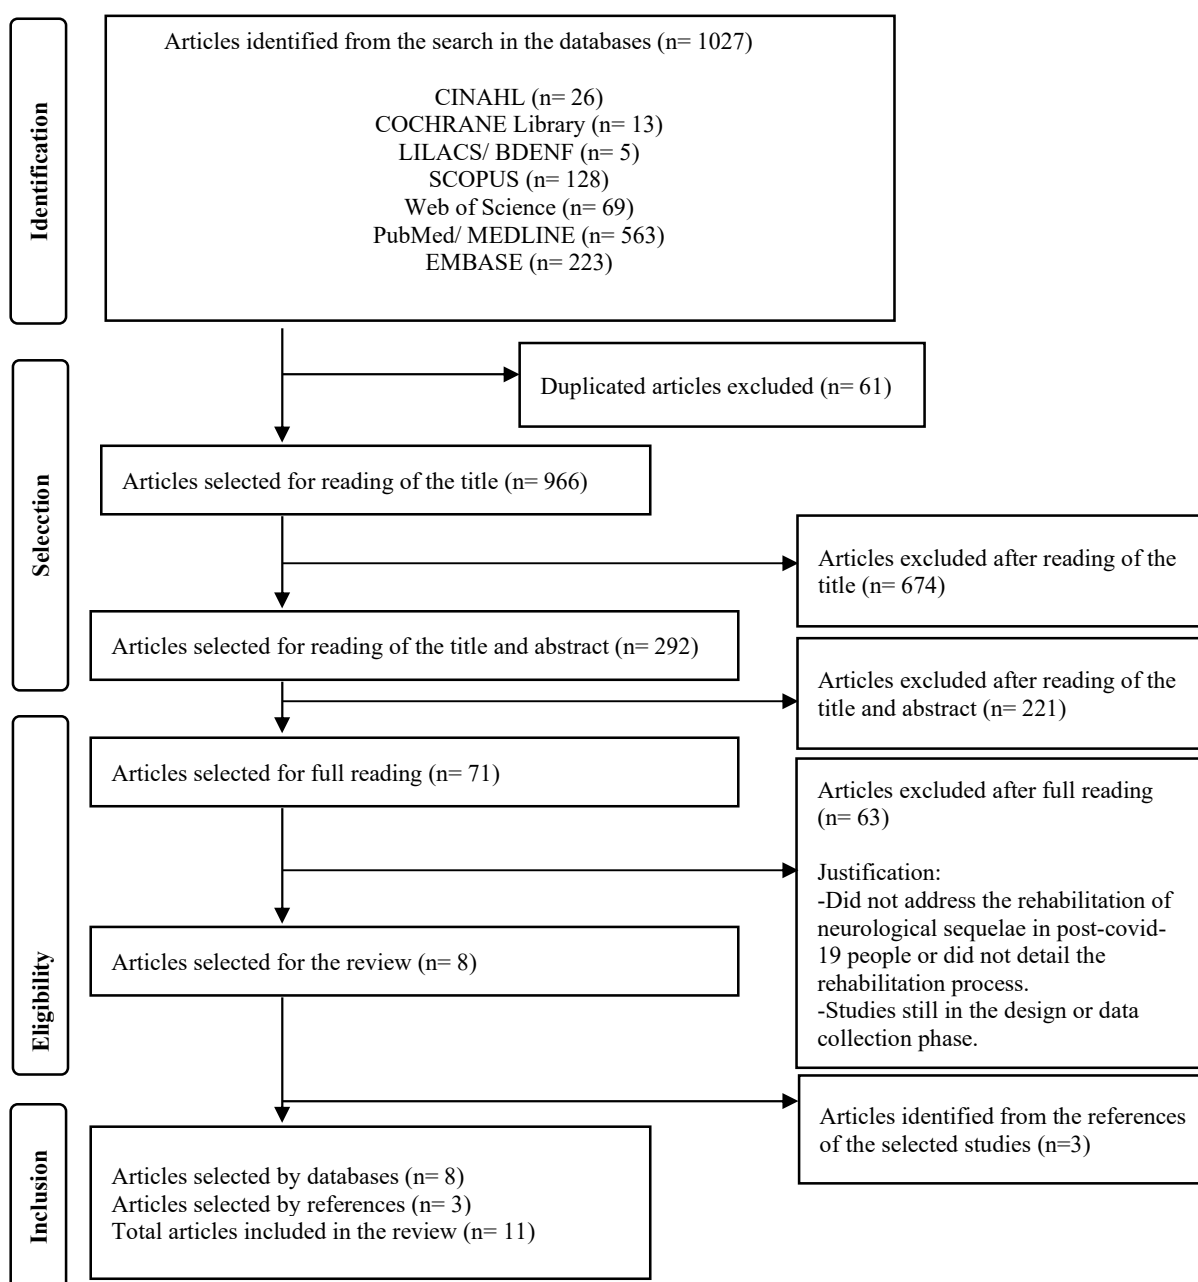 Identification
Articles identified from the search in the databases (n= 1027)
CINAHL (n= 26)
COCHRANE Library (n= 13)
LILACS/ BDENF (n= 5)
SCOPUS (n= 128)
Web of Science (n= 69)
PubMed/ MEDLINE (n= 563)
EMBASE (n= 223)
Duplicated articles excluded (n= 61)
Selecction
Articles selected for reading of the title (n= 966)
Articles excluded after reading of the
title (n= 674)
Articles selected for reading of the title and abstract (n= 292)
Articles excluded after reading of the
title and abstract (n= 221)
Eligibility
Articles selected for full reading (n= 71)
Articles excluded after full reading
(n= 63)
Justification:
-Did not address the rehabilitation of
neurological sequelae in post-covid-
19 people or did not detail the
rehabilitation process.
-Studies still in the design or data
collection phase.
Articles selected for the review (n= 8)
Articles identified from the references
of the selected studies (n=3)
Inclusion
Articles selected by databases (n= 8)
Articles selected by references (n= 3)
Total articles included in the review (n= 11)